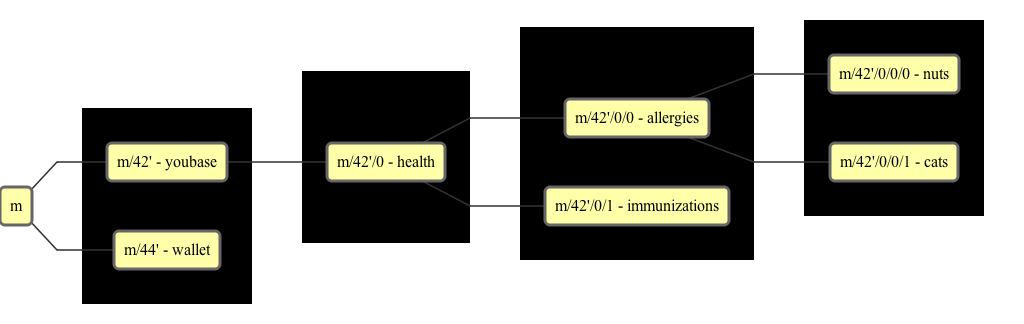 m
m/42' - youbase
m/44' - wallet
m/42'/0 - health
m/42'/0/0 - allergies
m/42'/0/1 - immunizations
m/42'/0/0/0 - nuts
m/42'/0/0/1 - cats